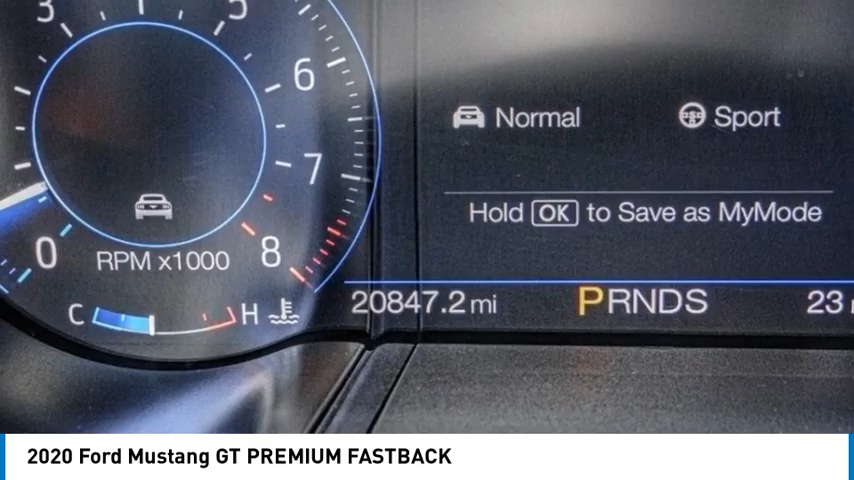 3 4 5
6
7
8
0
RPM x1000
C H
Normal Sport
Hold OK to Save as MyMode
20847.2 mi PRNDS 23
2020 Ford Mustang GT PREMIUM FASTBACK